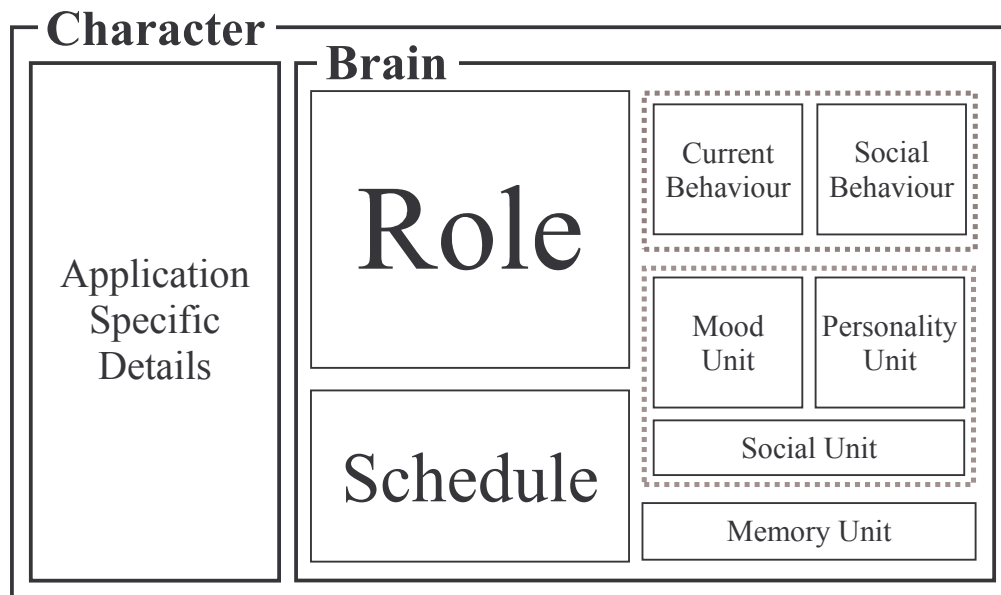 Character
Brain
Application
Specific
Details
Role
Schedule
Current
Behaviour
Social
Behaviour
Mood
Unit
Personality
Unit
Social Unit
Memory Unit